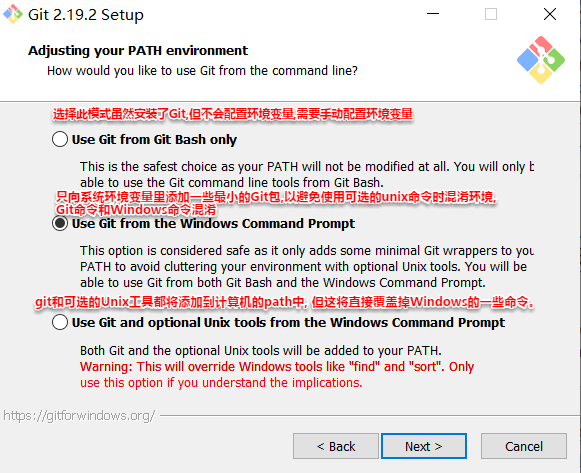 Git 2.19.2 Setup
Adjusting your PATH environment
How would you like to use Git from the command line?
选择此模式虽然安装了Git,但不会配置环境变量,需要手动配置环境变量
Use Git from Git Bash only
This is the safest choice as your PATH will not be modified at all. You will only b
able to use the Git command line tools from Git Bash.
只向系统环境变量里添加一些最小的Git包,以避免使用可选的unix命令时混淆环境,
Git命令和Windows命令混淆
Use Git from the Windows Command Prompt
This option is considered safe as it only adds some minimal Git wrappers to you
PATH to avoid cluttering your environment with optional Unix tools. You will be
able to use Git from both Git Bash and the Windows Command Prompt.
git和可选的Unix工具都将添加到计算机的path中, 但这将直接覆盖掉Windows的一些命令。
Use Git and optional Unix tools from the Windows Command Prompt
Both Git and the optional Unix tools will be added to your PATH.
Warning: This will override Windows tools like "find" and "sort". Only
use this option if you understand the implications.
https://gitforwindows.org/
< Back
Next >
Cancel